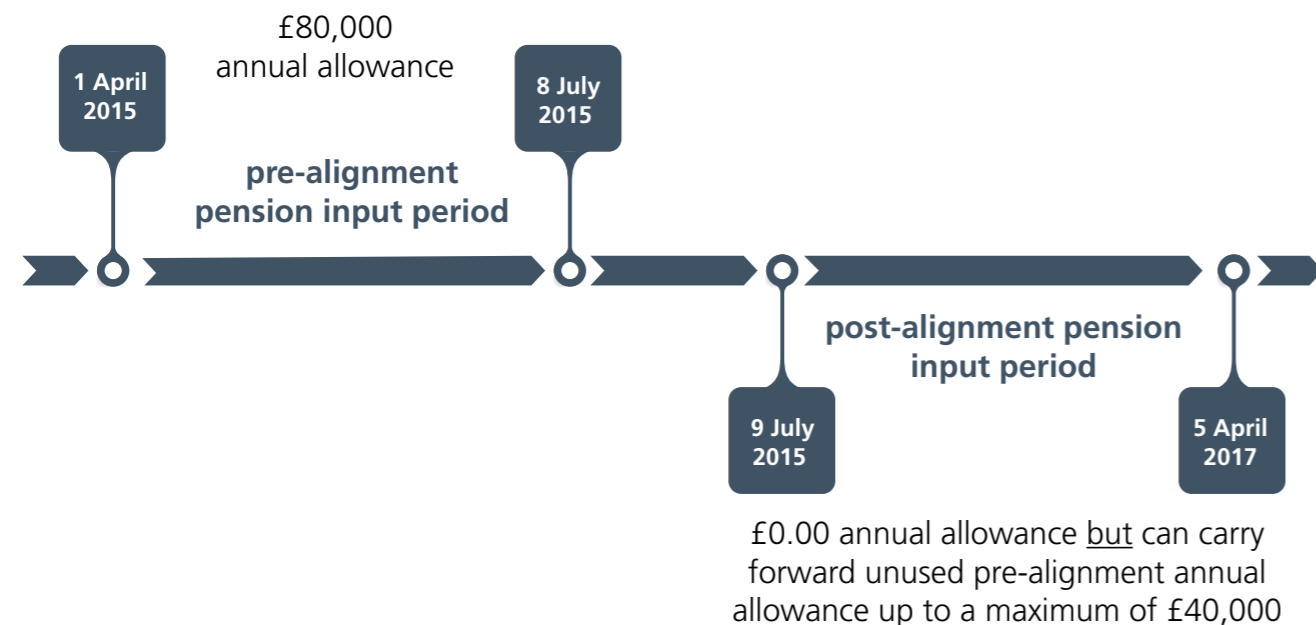 £80,000
annual allowance
1 April
2015
8 July
2015
pre-alignment
pension input period
post-alignment pension
input period
9 July
2015
5 April
2017
£0.00 annual allowance but can carry
forward unused pre-alignment annual
allowance up to a maximum of £40,000